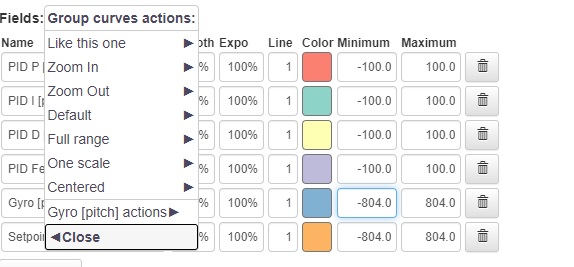 Fields: Group curves actions:
Name oth Expo Line Color Minimum Maximum
Like this one ▶
PID P % 100% 1 -100.0 100.0
Zoom In ▶
Zoom Out ▶
PID I [p % 100% 1 -100.0 100.0
Default ▶
PID D % 100% 1 -100.0 100.0
Full range ▶
One scale ▶
PID Fe % 100% 1 -100.0 100.0
Centered ▶
Gyro [p % 100% 1 -804.0 804.0
Gyro [pitch] actions▶
Setpoi % 100% 1 -804.0 804.0
◀Close